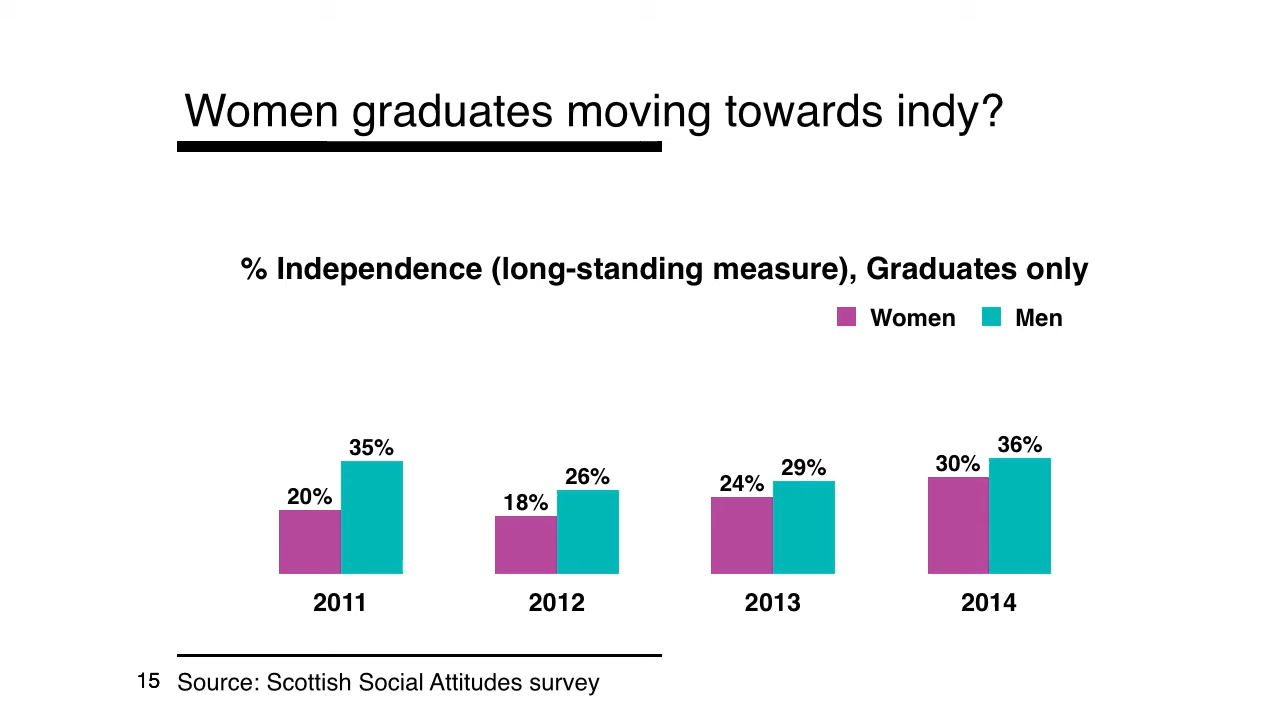 Women graduates moving towards indy?
% Independence (long-standing measure), Graduates only
Women Men
35% 36%
20% 26% 29% 30%
18% 24%
2011 2012 2013 2014
15 Source: Scottish Social Attitudes survey